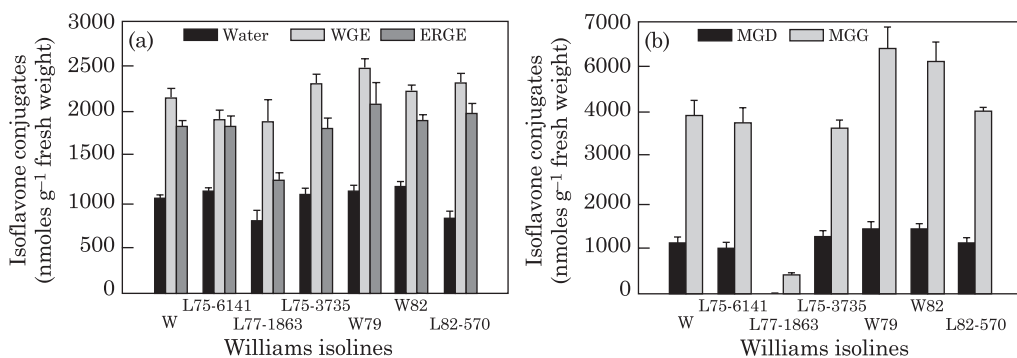 (a)
Water WGE ERGE
3000
2500
2000
1500
1000
500
0
Isoflavone conjugates
(nmoles g⁻¹ fresh weight)
L75-6141 L75-3735 W82
W L77-1863 W79 L82-570
Williams isolines
(b)
MGD MGG
7000
6000
4000
3000
2000
1000
0
Isoflavone conjugates
(nmoles g⁻¹ fresh weight)
L75-6141 L75-3735 W82
W L77-1863 W79 L82-570
Williams isolines